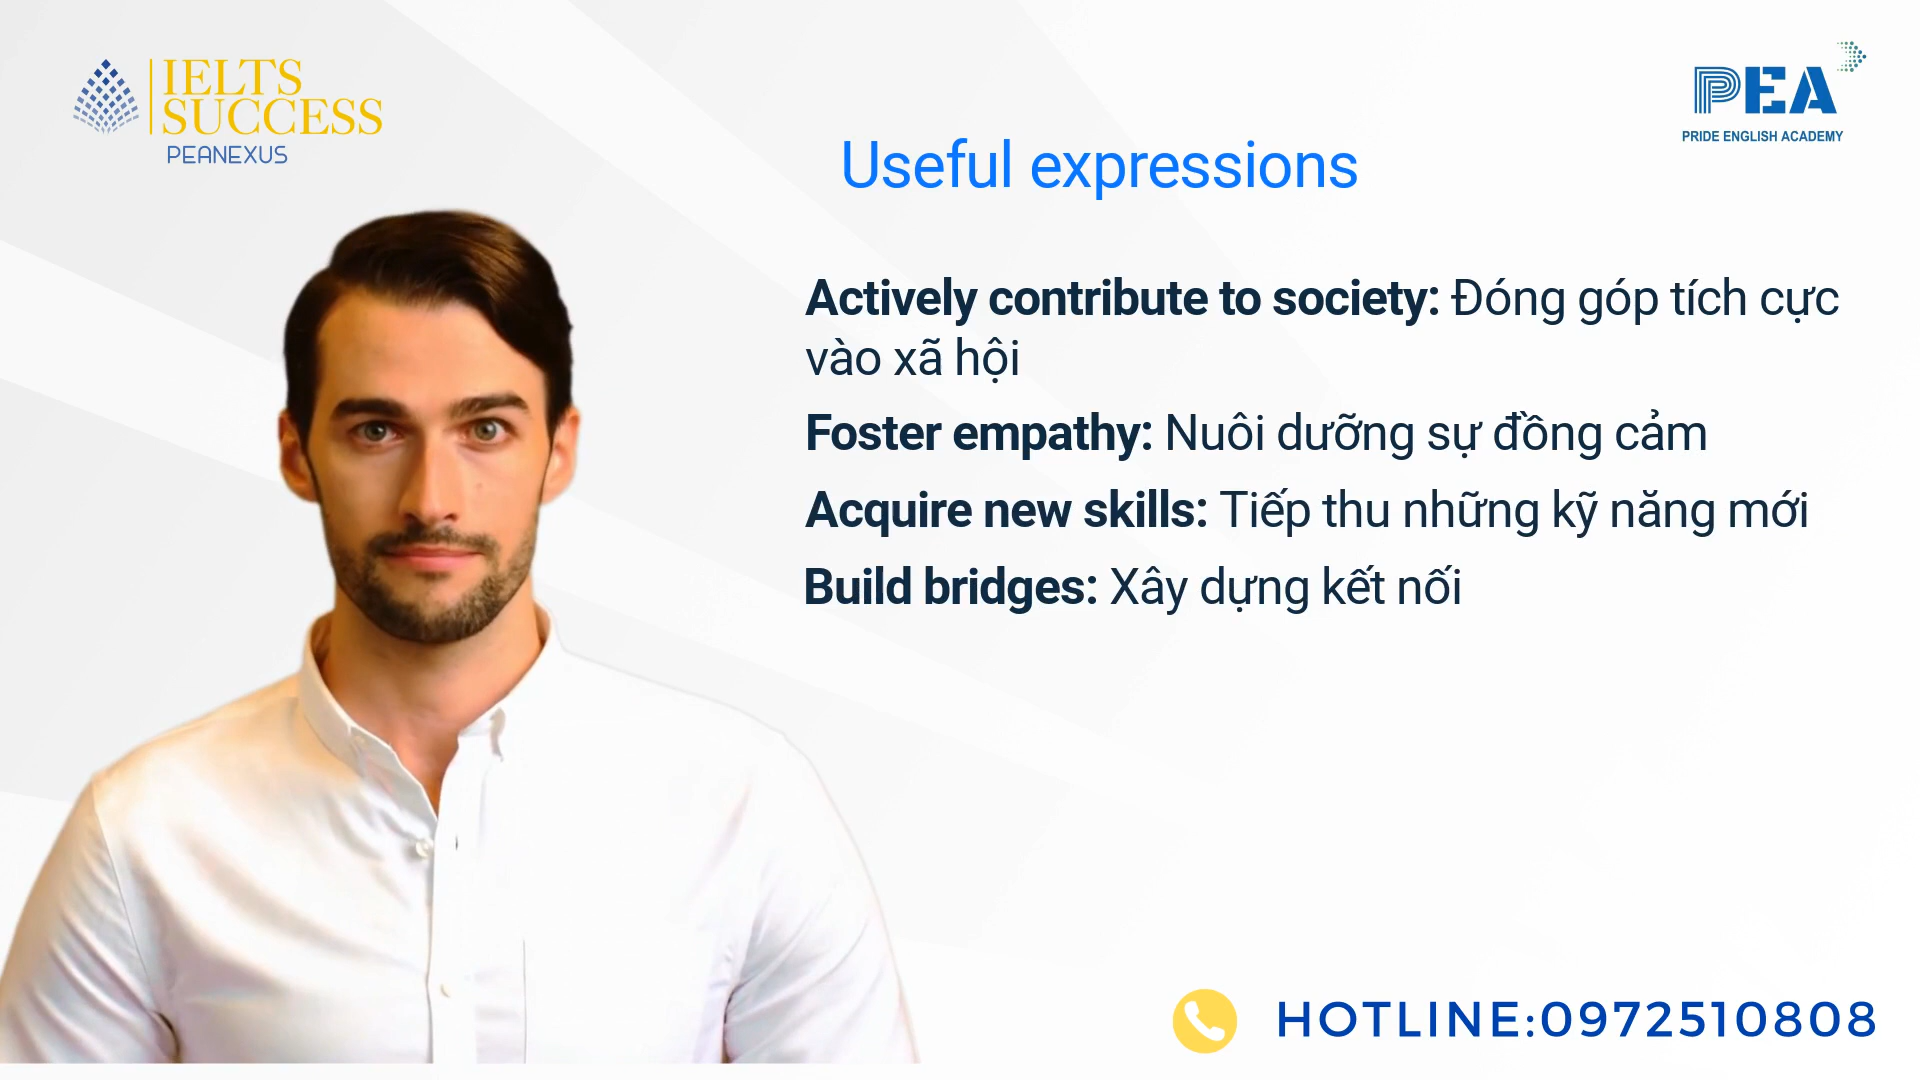 IELTS
SUCCESS
PEANEXUS
PEA
PRIDE ENGLISH ACADEMY
Useful expressions
Actively contribute to society: Đóng góp tích cực
vào xã hội
Foster empathy: Nuôi dưỡng sự đồng cảm
Acquire new skills: Tiếp thu những kỹ năng mới
Build bridges: Xây dựng kết nối
HOTLINE:0972510808